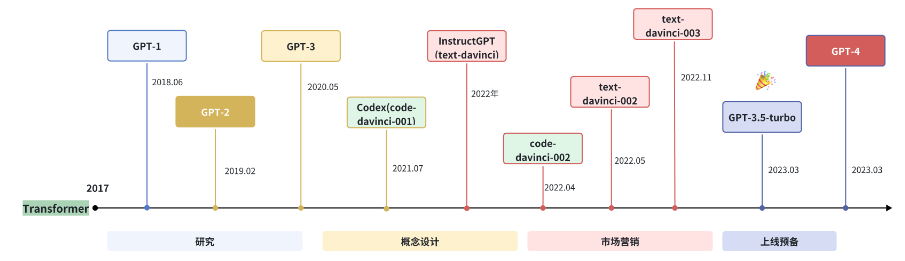 GPT-1
GPT-3
InstructGPT
(text-davinci)
text-
davinci-003
GPT-4
2018.06
2020.05
2022年
2022.11
GPT-2
Codex(code-
davinci-001)
text-
davinci-002
GPT-3.5-turbo
code-
davinci-002
2019.02
2021.07
2022.04
2022.05
2023.03
2023.03
2017
Transformer
研究
概念设计
市场营销
上线预备